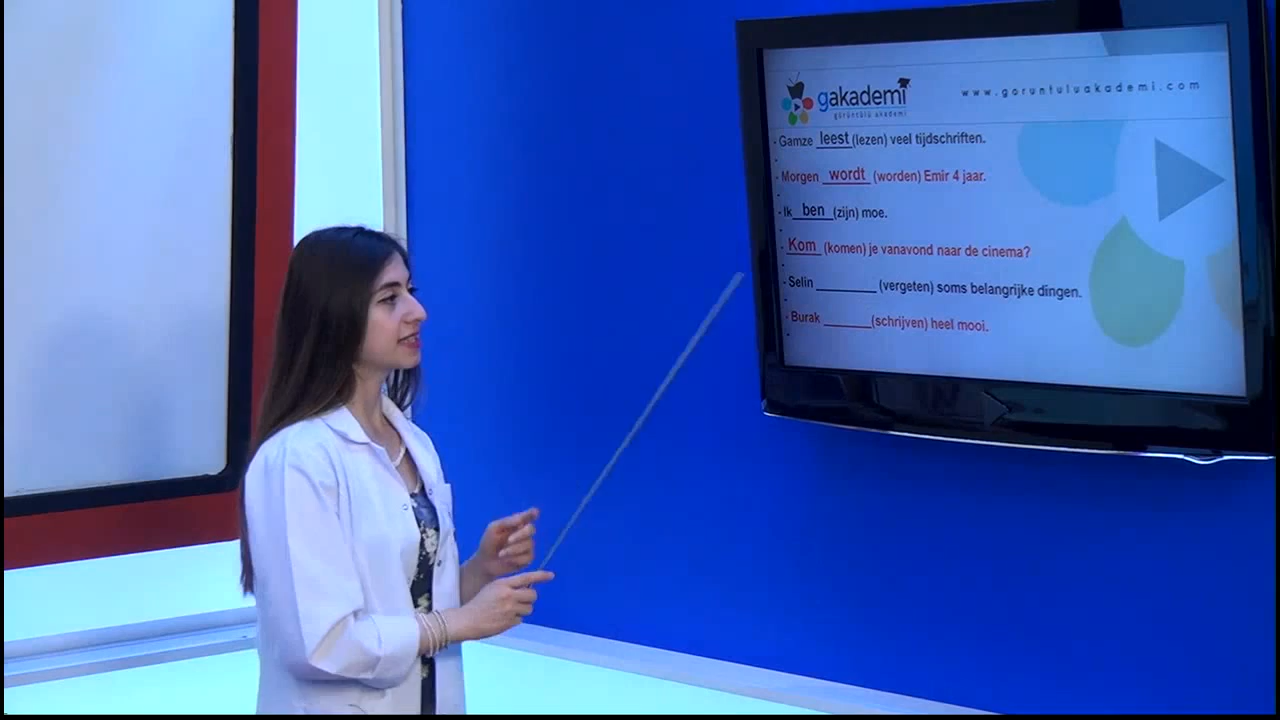 gakademi
görüntülü akademi
www.goruntuluakademi.com
- Gamze leest (lezen) veel tijdschriften.
- Morgen wordt (worden) Emir 4 jaar.
- Ik ben (zijn) moe.
- Kom (komen) je vanavond naar de cinema?
- Selin ________ (vergeten) soms belangrijke dingen.
- Burak ______(schrijven) heel mooi.